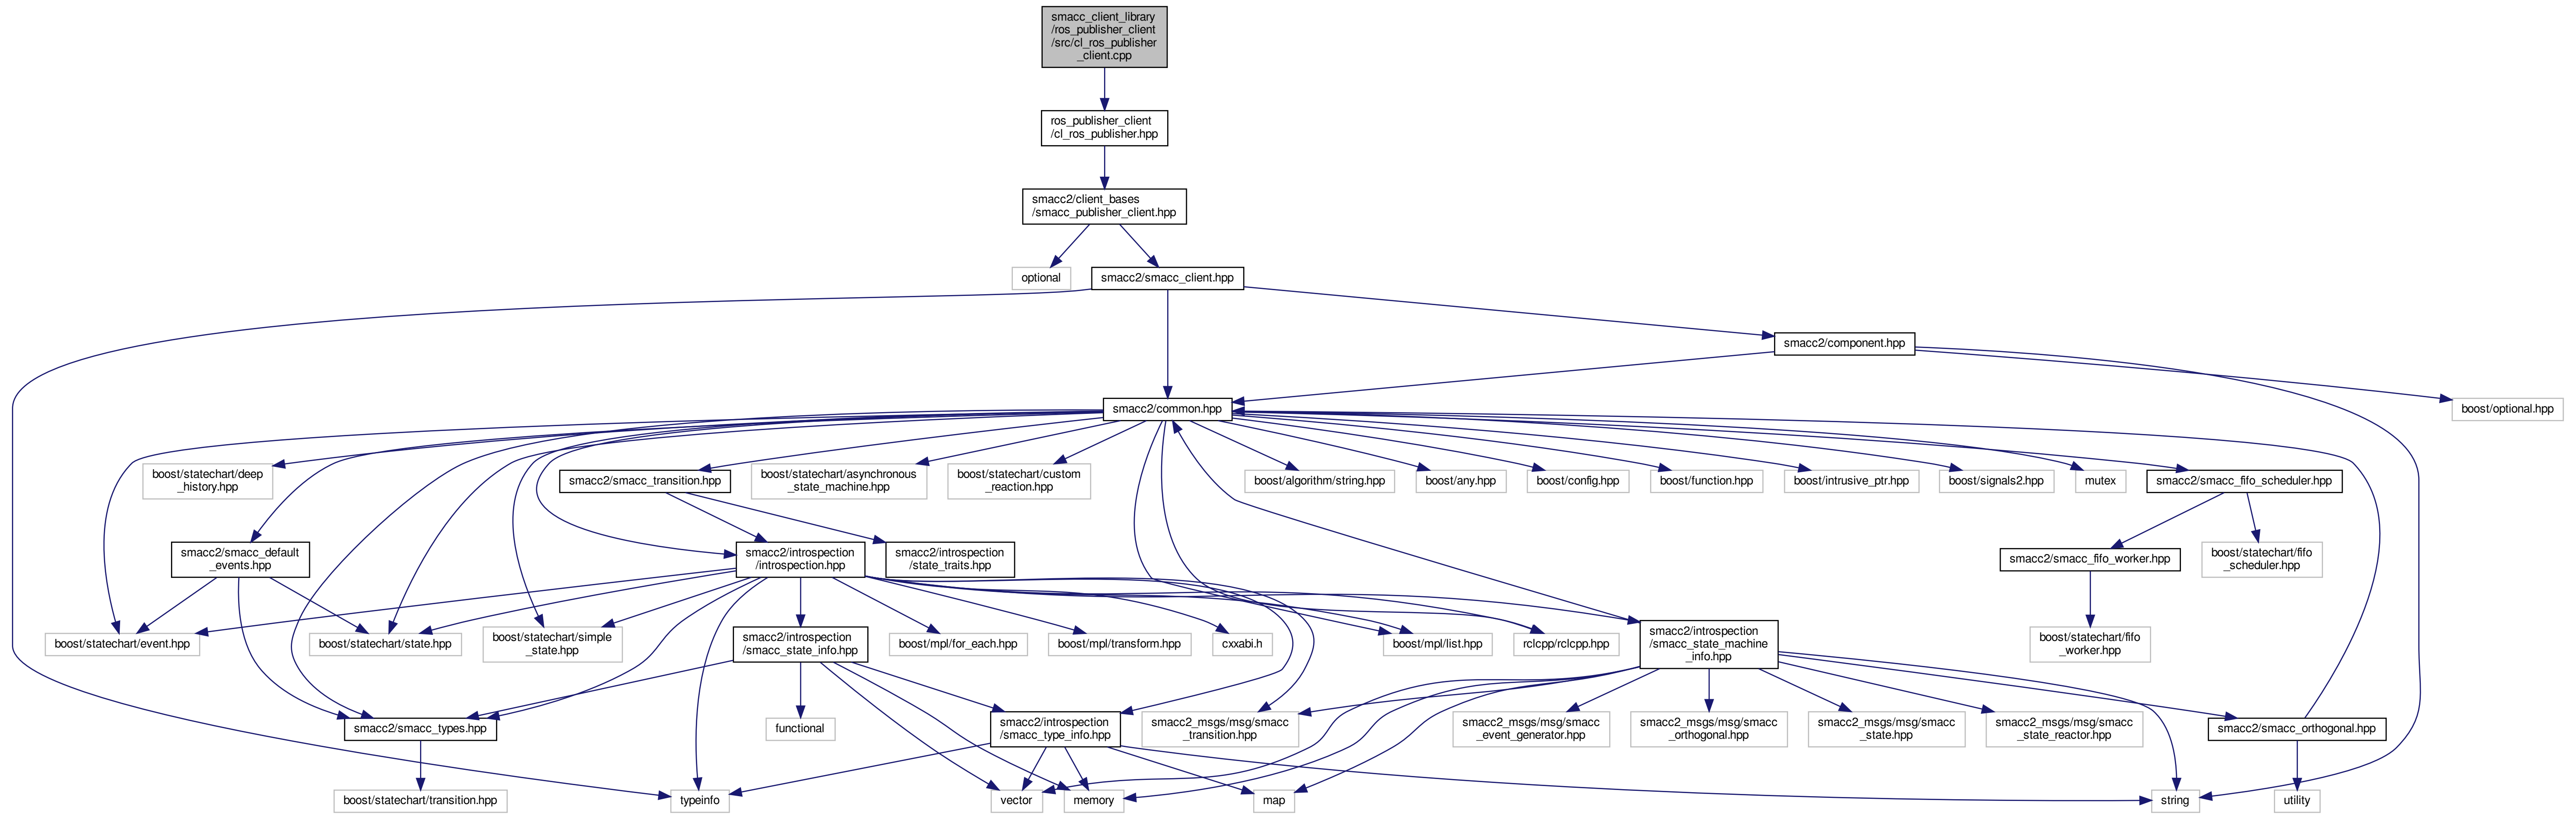 smacc_client_library
/ros_publisher_client
/src/cl_ros_publisher
_client.cpp
ros_publisher_client
/cl_ros_publisher.hpp
smacc2/client_bases
/smacc_publisher_client.hpp
optional
smacc2/smacc_client.hpp
smacc2/component.hpp
smacc2/common.hpp
boost/optional.hpp
boost/statechart/deep
_history.hpp
smacc2/smacc_transition.hpp
boost/statechart/asynchronous
_state_machine.hpp
boost/statechart/custom
_reaction.hpp
boost/algorithm/string.hpp
boost/any.hpp
boost/config.hpp
boost/function.hpp
boost/intrusive_ptr.hpp
boost/signals2.hpp
mutex
smacc2/smacc_fifo_scheduler.hpp
smacc2/smacc_default
_events.hpp
smacc2/introspection
/introspection.hpp
smacc2/introspection
/state_traits.hpp
smacc2/smacc_fifo_worker.hpp
boost/statechart/fifo
_scheduler.hpp
boost/statechart/event.hpp
boost/statechart/state.hpp
boost/statechart/simple
_state.hpp
smacc2/introspection
/smacc_state_info.hpp
boost/mpl/for_each.hpp
boost/mpl/transform.hpp
cxxabi.h
boost/mpl/list.hpp
rclcpp/rclcpp.hpp
smacc2/introspection
/smacc_state_machine
_info.hpp
boost/statechart/fifo
_worker.hpp
smacc2/smacc_types.hpp
functional
smacc2/introspection
/smacc_type_info.hpp
smacc2_msgs/msg/smacc
_transition.hpp
smacc2_msgs/msg/smacc
_event_generator.hpp
smacc2_msgs/msg/smacc
_orthogonal.hpp
smacc2_msgs/msg/smacc
_state.hpp
smacc2_msgs/msg/smacc
_state_reactor.hpp
smacc2/smacc_orthogonal.hpp
boost/statechart/transition.hpp
typeinfo
vector
memory
map
string
utility